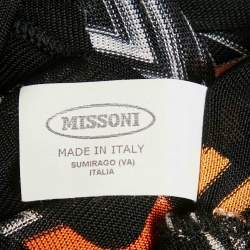 MISSONI
MADE IN ITALY
SUMIRAGO (VA)
ITALIA